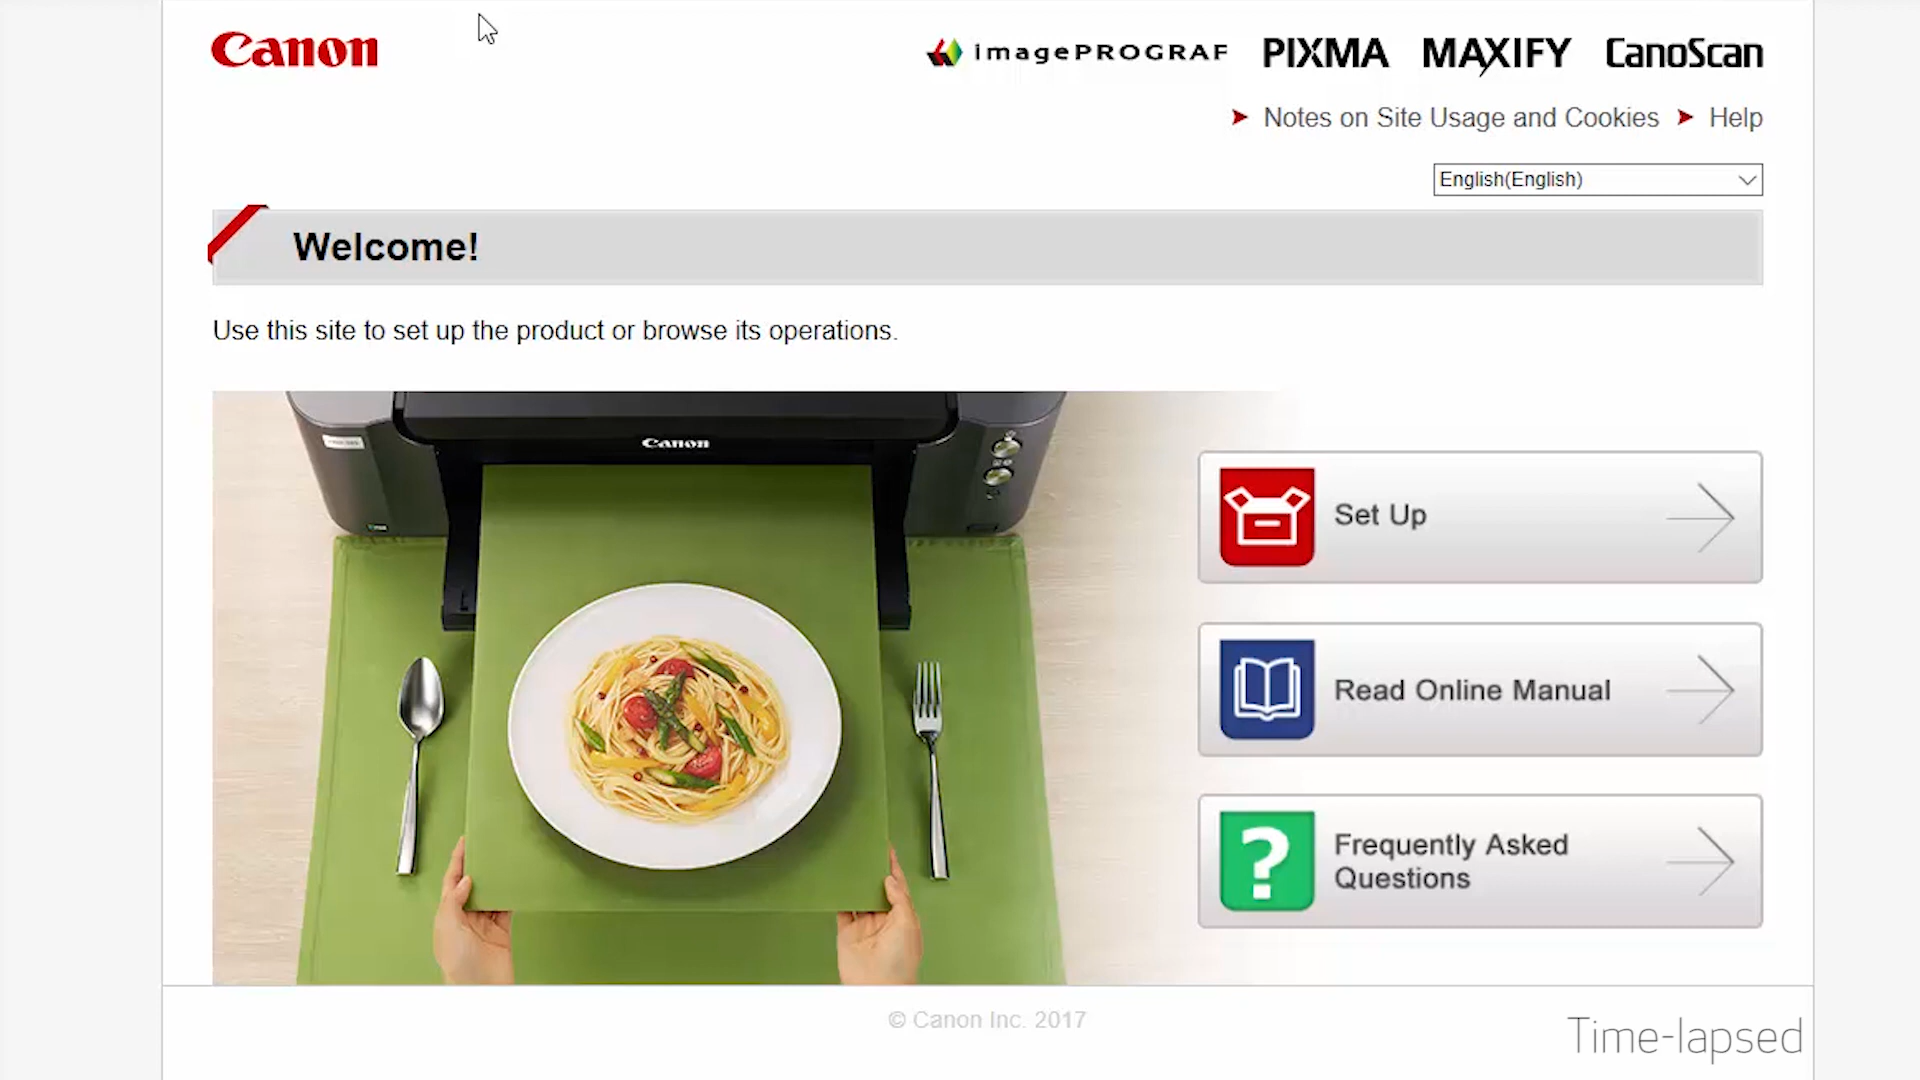 Canon
imagePROGRAF PIXMA MAXIFY CanoScan
Notes on Site Usage and Cookies Help
English(English)
Welcome!
Use this site to set up the product or browse its operations.
Canon
Set Up
Read Online Manual
Frequently Asked
Questions
© Canon Inc. 2017
Time-lapsed